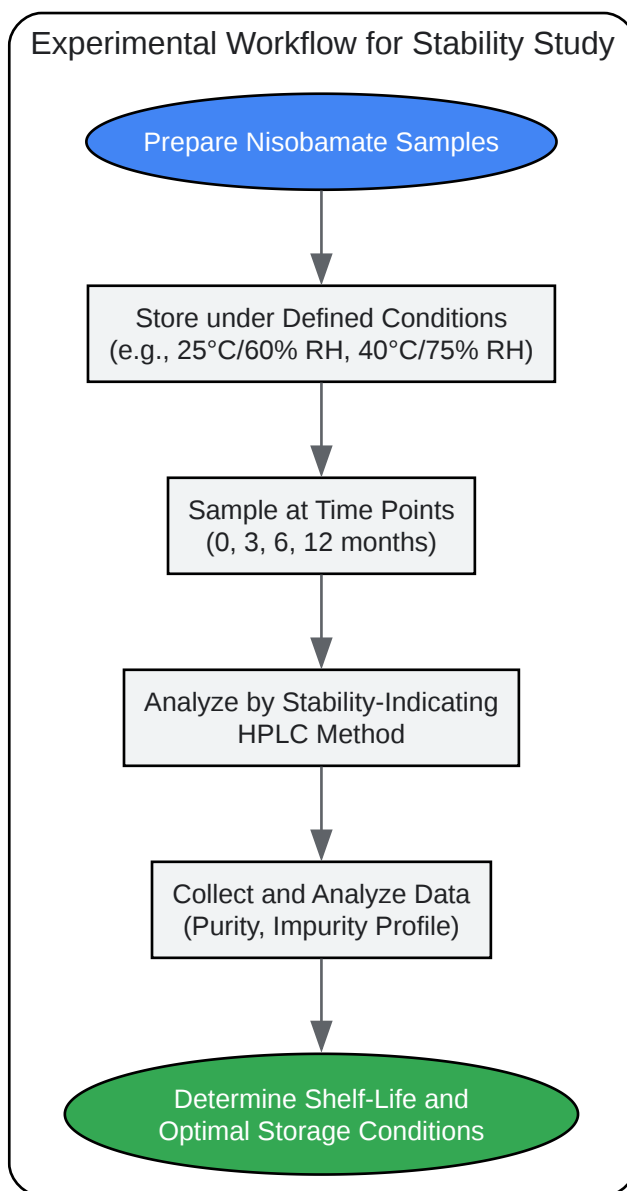 Experimental Workflow for Stability Study
Prepare Nisobamate Samples
Store under Defined Conditions
(e.g., 25°C/60% RH, 40°C/75% RH)
Sample at Time Points
(0, 3, 6, 12 months)
Analyze by Stability-Indicating
HPLC Method
Collect and Analyze Data
(Purity, Impurity Profile)
Determine Shelf-Life and
Optimal Storage Conditions